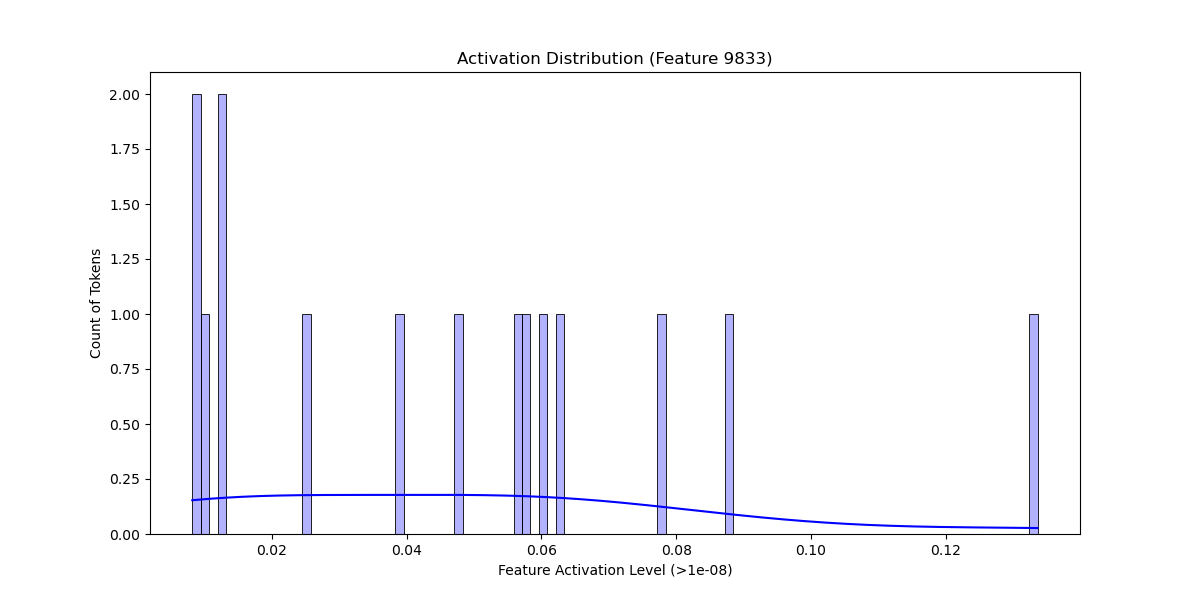 Activation Distribution (Feature 9833)
Count of Tokens
2.00
1.75
1.50
1.25
1.00
0.75
0.50
0.25
0.00
0.02 0.04 0.06 0.08 0.10 0.12
Feature Activation Level (>1e-08)